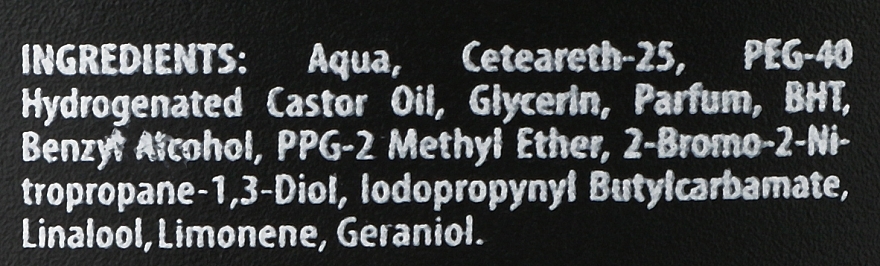 INGREDIENTS: Aqua, Ceteareth-25, PEG-40
Hydrogenated Castor Oil, Glycerin, Parfum, BHT,
Benzyl Alcohol, PPG-2 Methyl Ether, 2-Bromo-2-Ni-
tropropane-1,3-Diol, Iodopropynyl Butylcarbamate,
Linalool, Limonene, Geraniol.